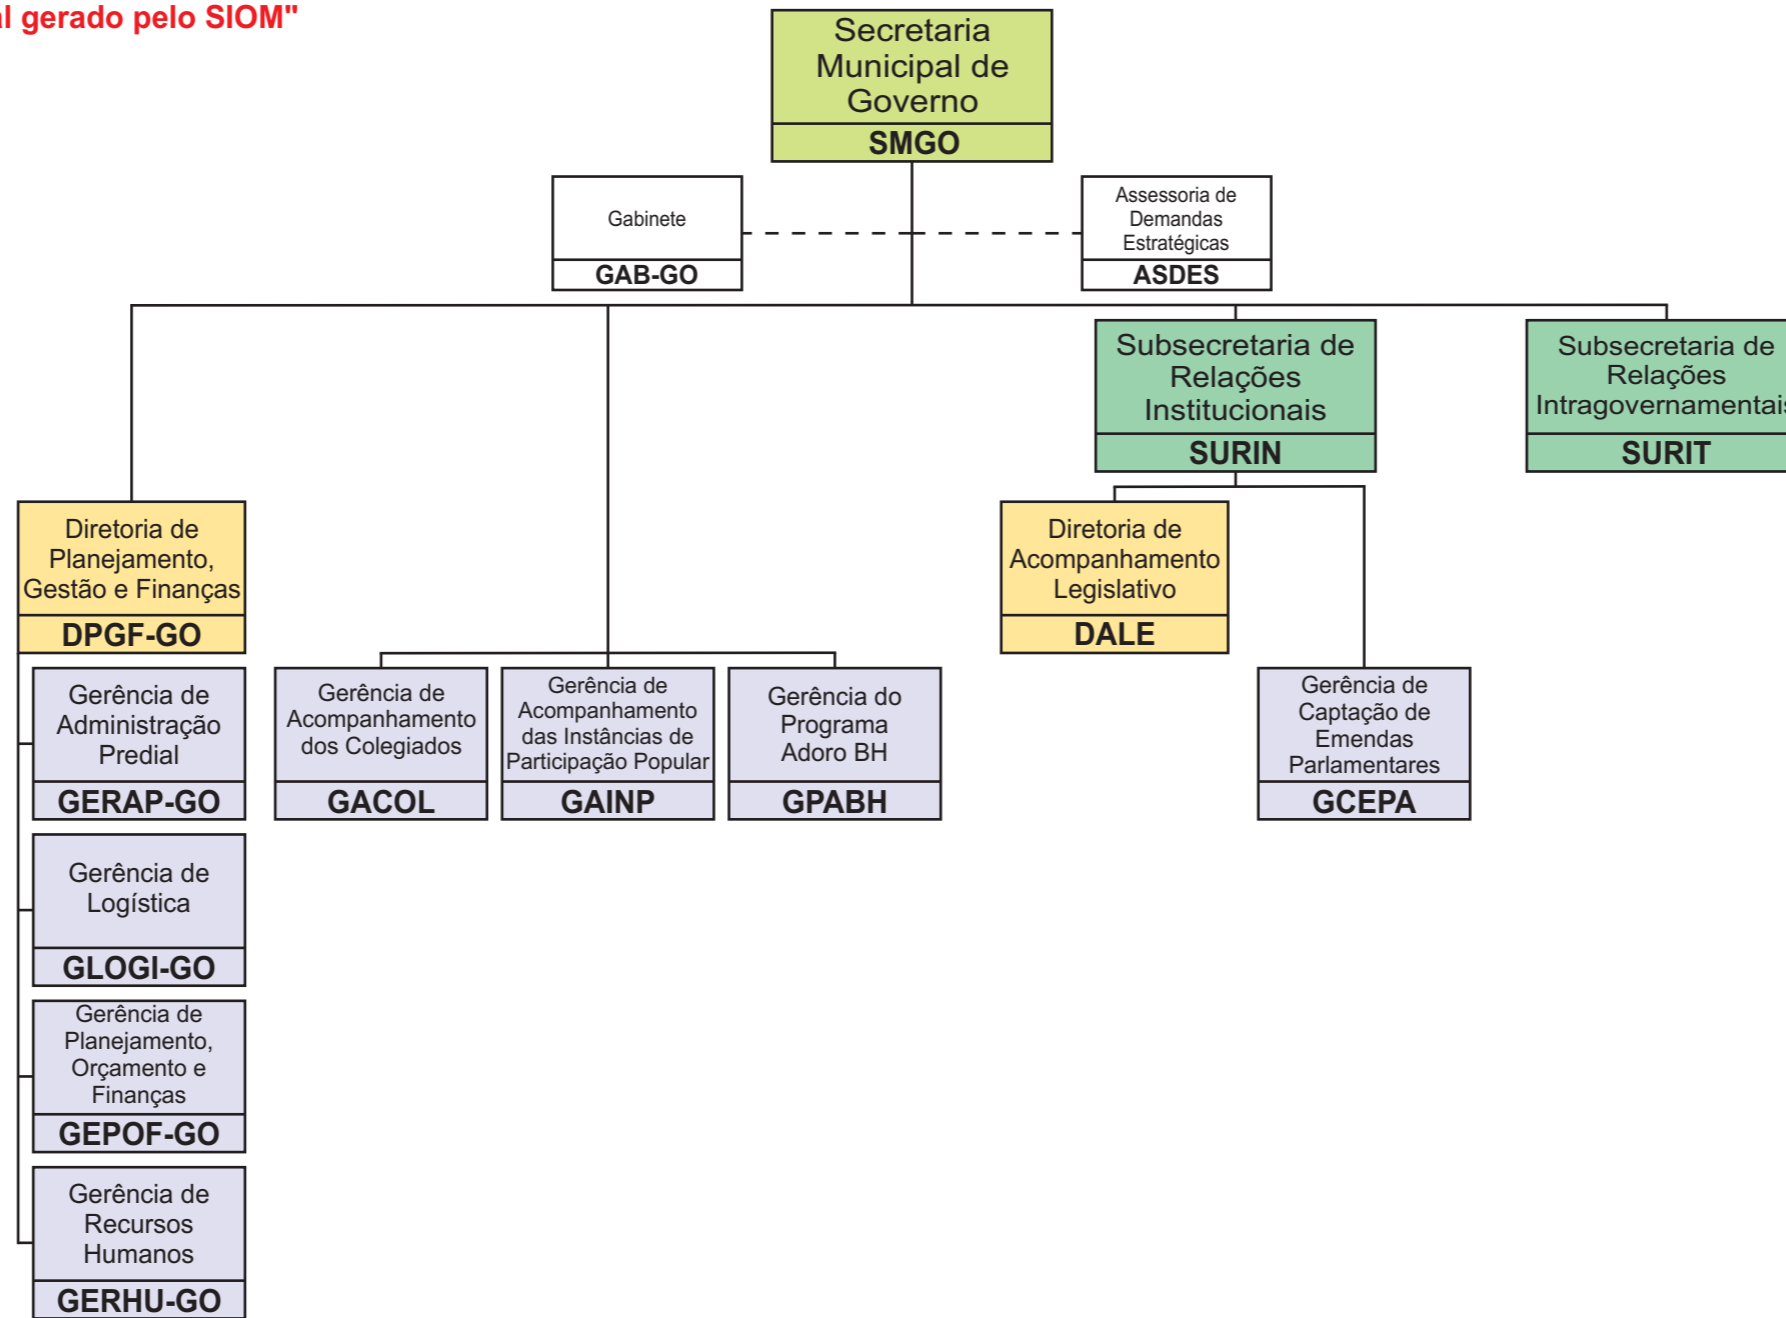 gerado pelo SIOM"
Secretaria
Municipal de
Governo
SMGO
Gabinete
GAB-GO
Assessoria de
Demandas
Estratégicas
ASDES
Subsecretaria de
Relações
Institucionais
SURIN
Subsecretaria de
Relações
Intragovernamentais
SURIT
Diretoria de
Planejamento,
Gestão e Finanças
DPGF-GO
Diretoria de
Acompanhamento
Legislativo
DALE
Gerência de
Administração
Predial
GERAP-GO
Gerência de
Acompanhamento
dos Colegiados
GACOL
Gerência de
Acompanhamento
das Instâncias de
Participação Popular
GAINP
Gerência do
Programa
Adoro BH
GPABH
Gerência de
Captação de
Emendas
Parlamentares
GCEPA
Gerência de
Logística
GLOGI-GO
Gerência de
Planejamento,
Orçamento e
Finanças
GEPOF-GO
Gerência de
Recursos
Humanos
GERHU-GO